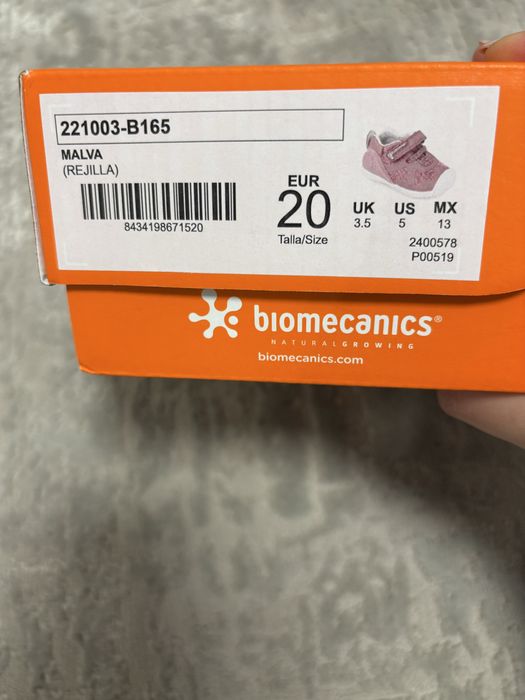 221003-B165
MALVA
(REJILLA)
8434198671520
EUR
20
Talla/Size
UK US MX
3.5 5 13
2400578
P00519
biomecanics®
NATURALGROWING
biomecanics.com